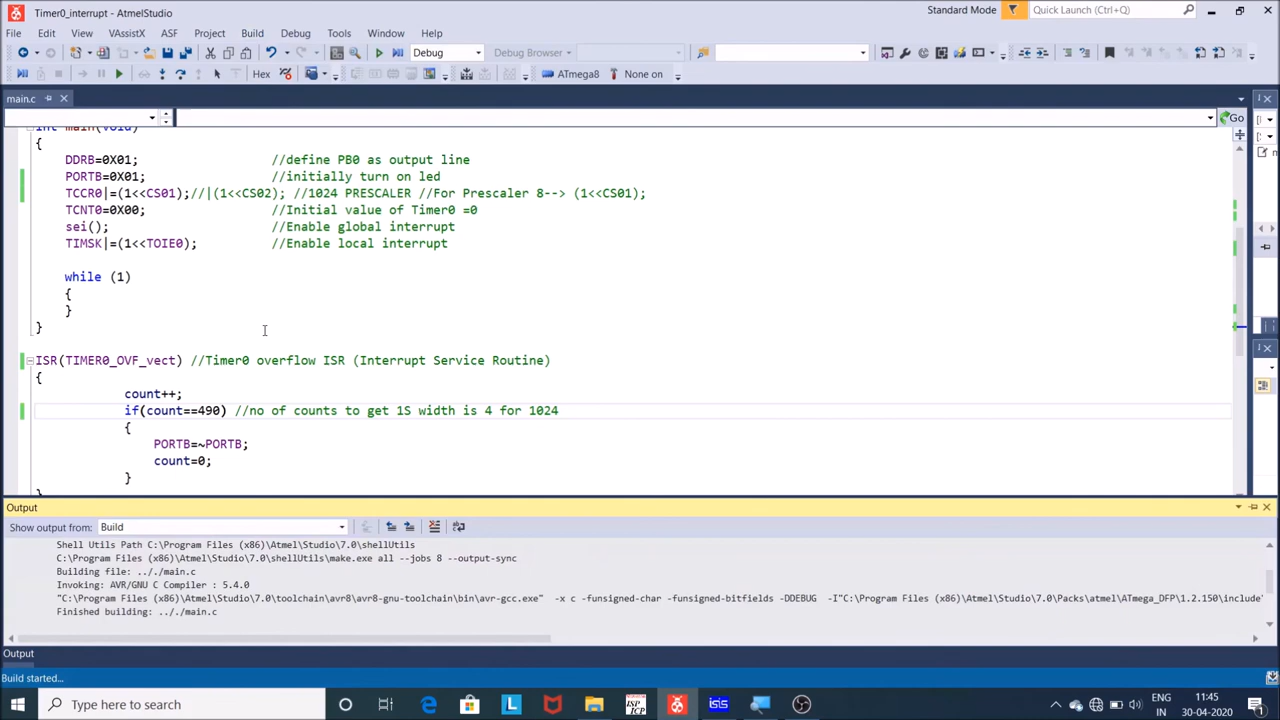 Timer0_interrupt - AtmelStudio
Standard Mode
Quick Launch (Ctrl+Q)
File Edit View VAssistX ASF Project Build Debug Tools Window Help
Debug
Debug Browser
Hex
ATmega8
None on
main.c
Go
int main(void)
{
DDRB=0X01; //define PB0 as output line
PORTB=0X01; //initially turn on led
TCCR0|=(1<<CS01);//|(1<<CS02); //1024 PRESCALER //For Prescaler 8--> (1<<CS01);
TCNT0=0X00; //Initial value of Timer0 =0
sei(); //Enable global interrupt
TIMSK|=(1<<TOIE0); //Enable local interrupt
while (1)
{
}
}
ISR(TIMER0_OVF_vect) //Timer0 overflow ISR (Interrupt Service Routine)
{
count++;
if(count==490) //no of counts to get 1S width is 4 for 1024
{
PORTB=~PORTB;
count=0;
}
}
Output
Show output from: Build
Shell Utils Path C:\Program Files (x86)\Atmel\Studio\7.0\shellUtils
C:\Program Files (x86)\Atmel\Studio\7.0\shellUtils\make.exe all --jobs 8 --output-sync
Building file: .././main.c
Invoking: AVR/GNU C Compiler : 5.4.0
"C:\Program Files (x86)\Atmel\Studio\7.0\toolchain\avr8\avr8-gnu-toolchain\bin\avr-gcc.exe" -x c -funsigned-char -funsigned-bitfields -DDEBUG -I"C:\Program Files (x86)\Atmel\Studio\7.0\Packs\atmel\ATmega_DFP\1.2.150\include"
Finished building: .././main.c
Output
Build started...
Type here to search
L
ISP
ICP
isis
ENG
IN
11:45
30-04-2020
1